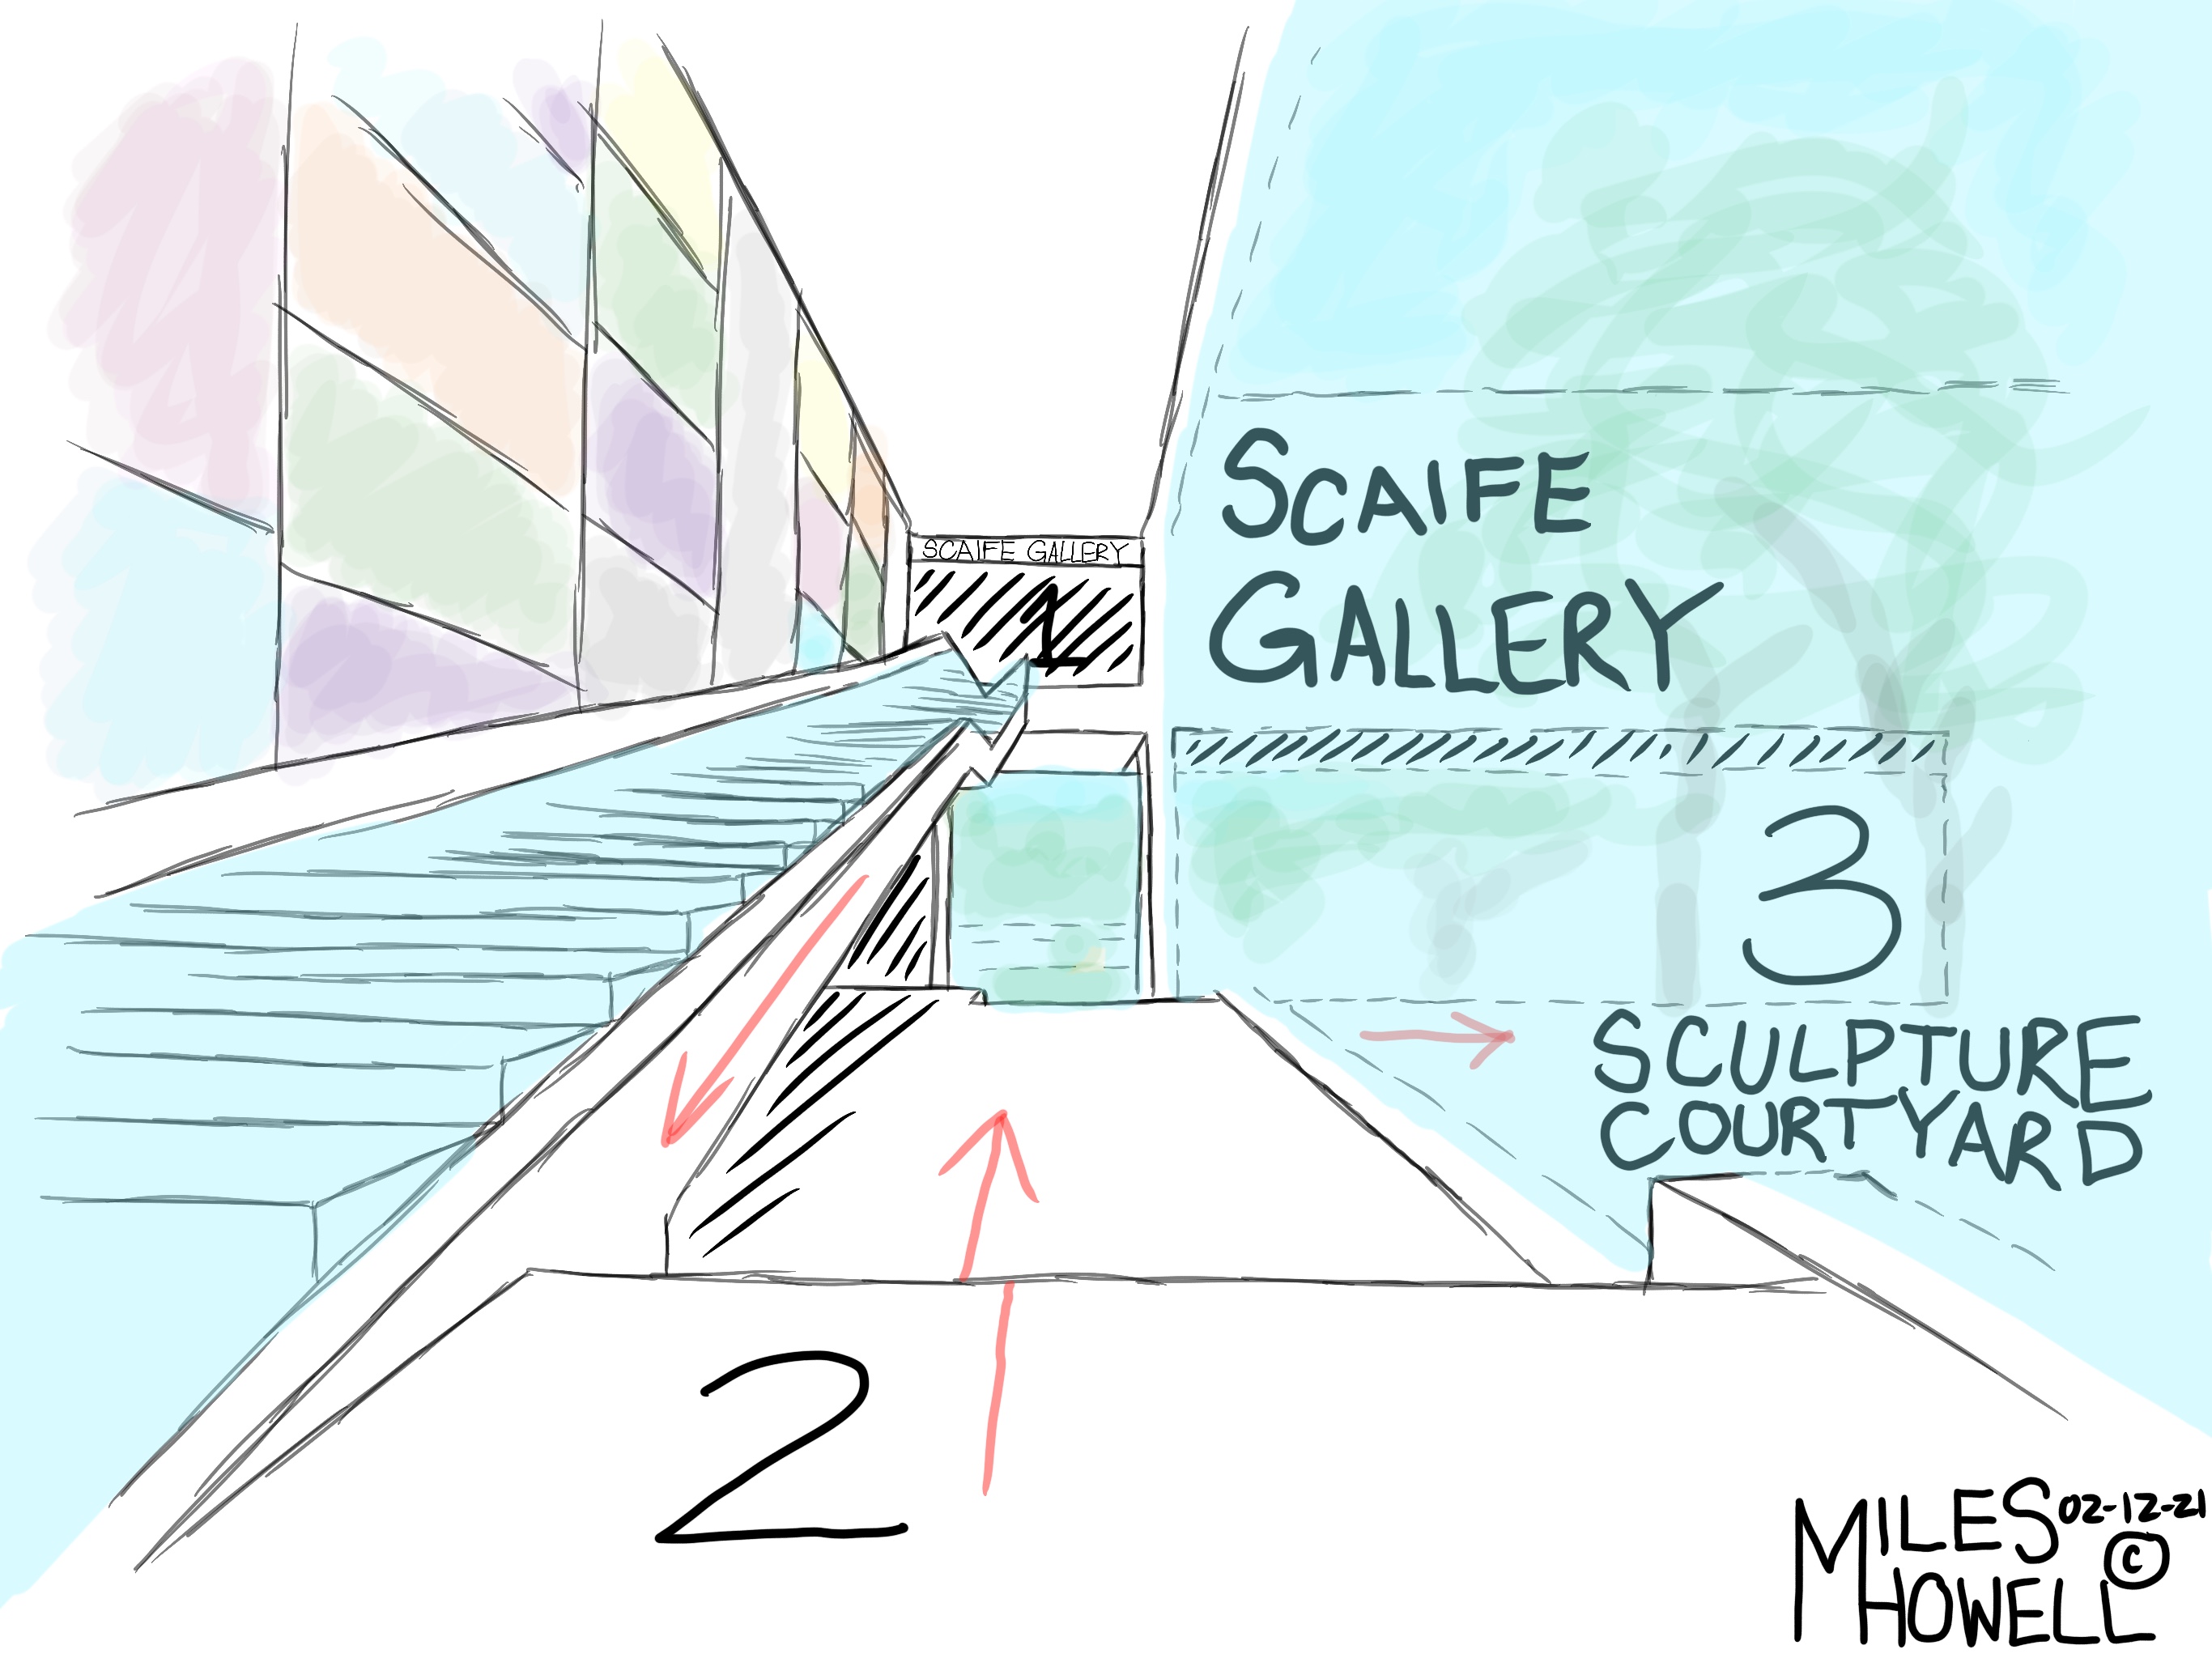 SCAIFE GALLERY
1
SCAIFE
GALLERY
3
SCULPTURE
COURTYARD
2
MILES 02-12-21
HOWELL ©